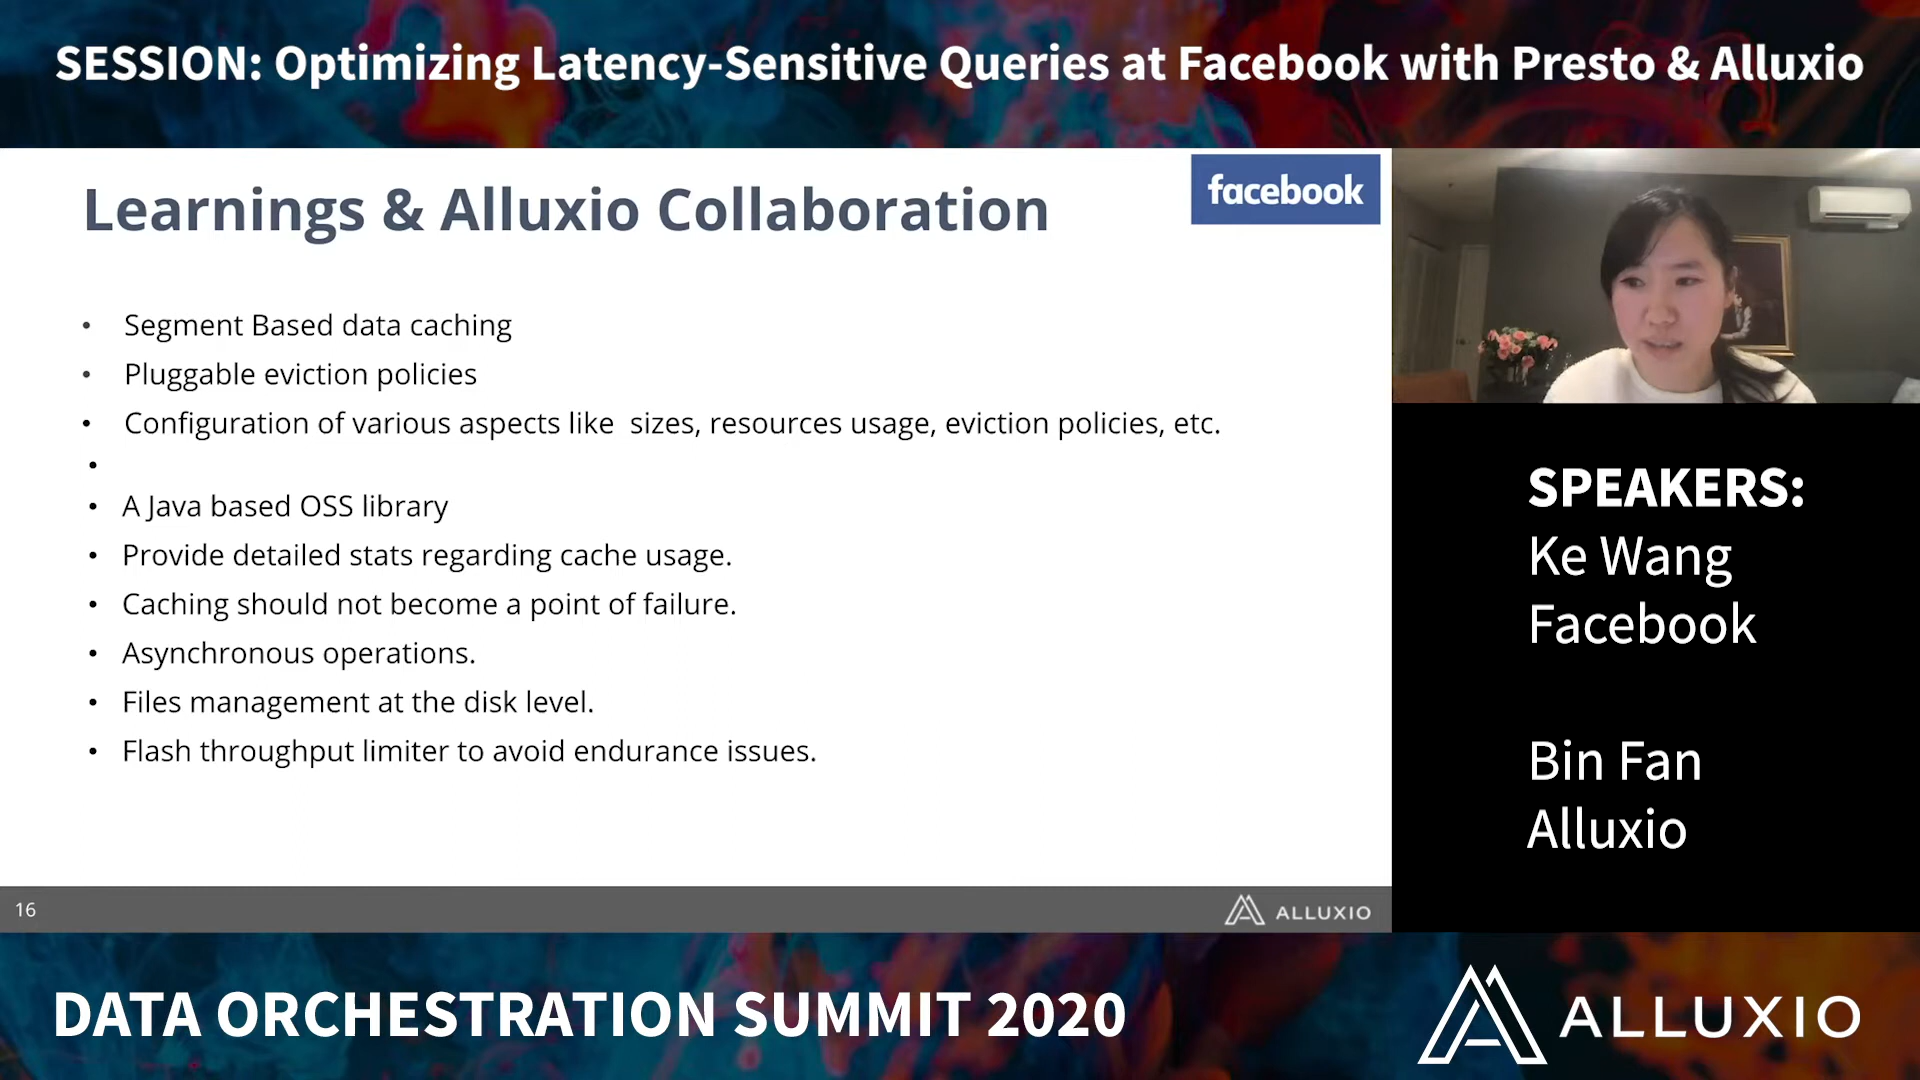 SESSION: Optimizing Latency-Sensitive Queries at Facebook with Presto & Alluxio
Learnings & Alluxio Collaboration
facebook
• Segment Based data caching
• Pluggable eviction policies
• Configuration of various aspects like  sizes, resources usage, eviction policies, etc.
•
• A Java based OSS library
• Provide detailed stats regarding cache usage.
• Caching should not become a point of failure.
• Asynchronous operations.
• Files management at the disk level.
• Flash throughput limiter to avoid endurance issues.
16
ALLUXIO
SPEAKERS:
Ke Wang
Facebook
Bin Fan
Alluxio
DATA ORCHESTRATION SUMMIT 2020
ALLUXIO